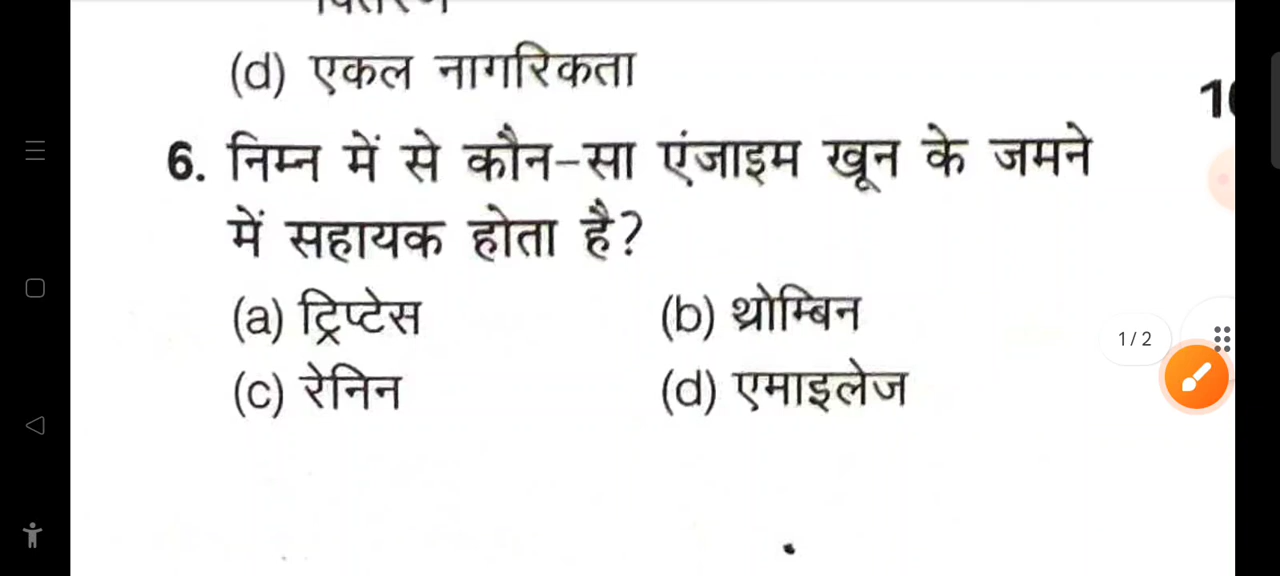 (d) एकल नागरिकता
6. निम्न में से कौन-सा एंजाइम खून के जमने
में सहायक होता है?
(a) ट्रिप्टेस (b) थ्रोम्बिन
1/2
(c) रेनिन (d) एमाइलेज